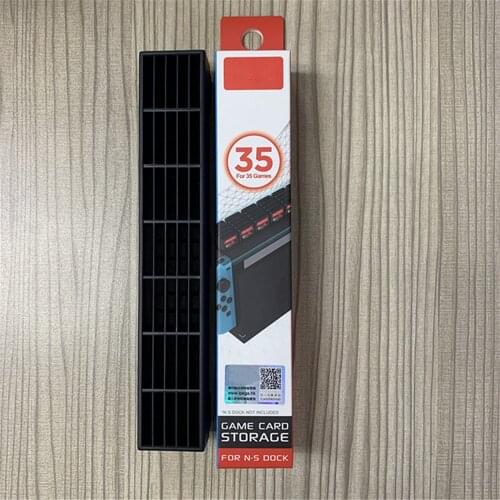 35
For 35 Games
*N-S DOCK NOT INCLUDED
GAME CARD
STORAGE
FOR N-S DOCK